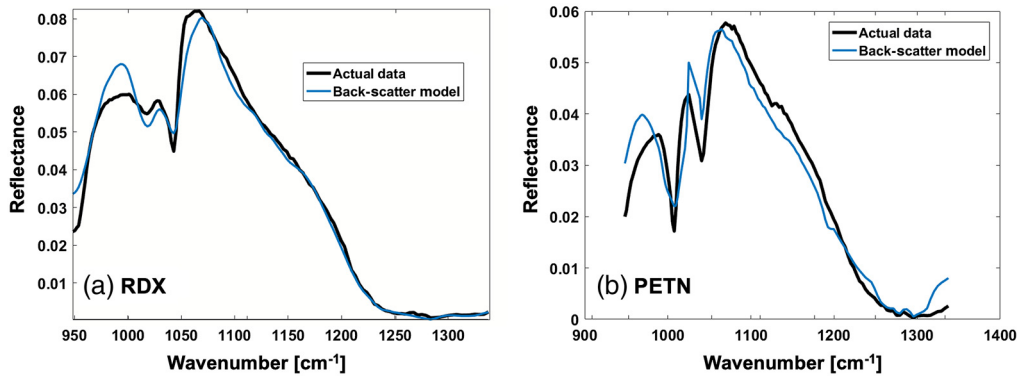 0.08
0.07
0.06
0.05
0.04
0.03
0.02
0.01
Reflectance
Actual data
Back-scatter model
(a) RDX
950 1000 1050 1100 1150 1200 1250 1300
Wavenumber [cm-1]
0.06
0.05
0.04
0.03
0.02
0.01
0
Reflectance
Actual data
Back-scatter model
(b) PETN
900 1000 1100 1200 1300 1400
Wavenumber [cm-1]